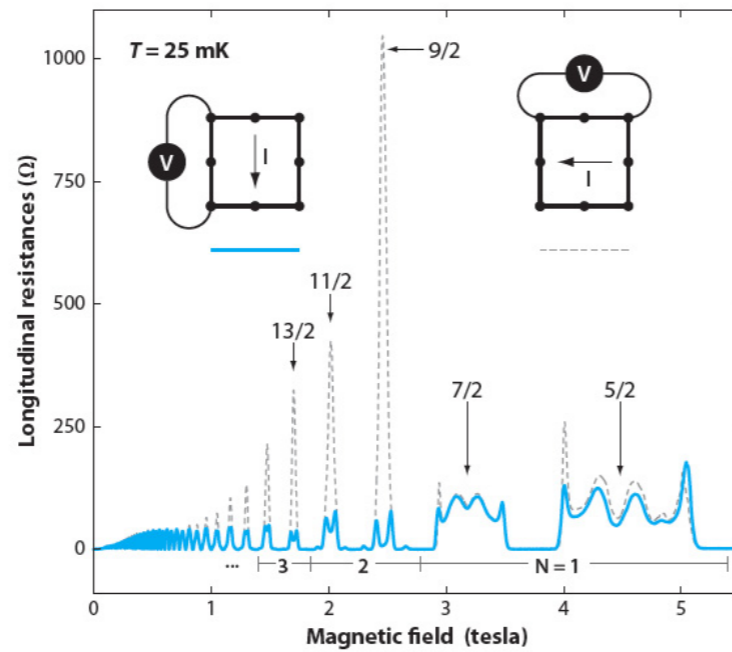 1000
750
500
250
0
Longitudinal resistances (Ω)
T = 25 mK
9/2
V
I
V
I
11/2
13/2
7/2
5/2
... 3 2 N = 1
0 1 2 3 4 5
Magnetic field (tesla)